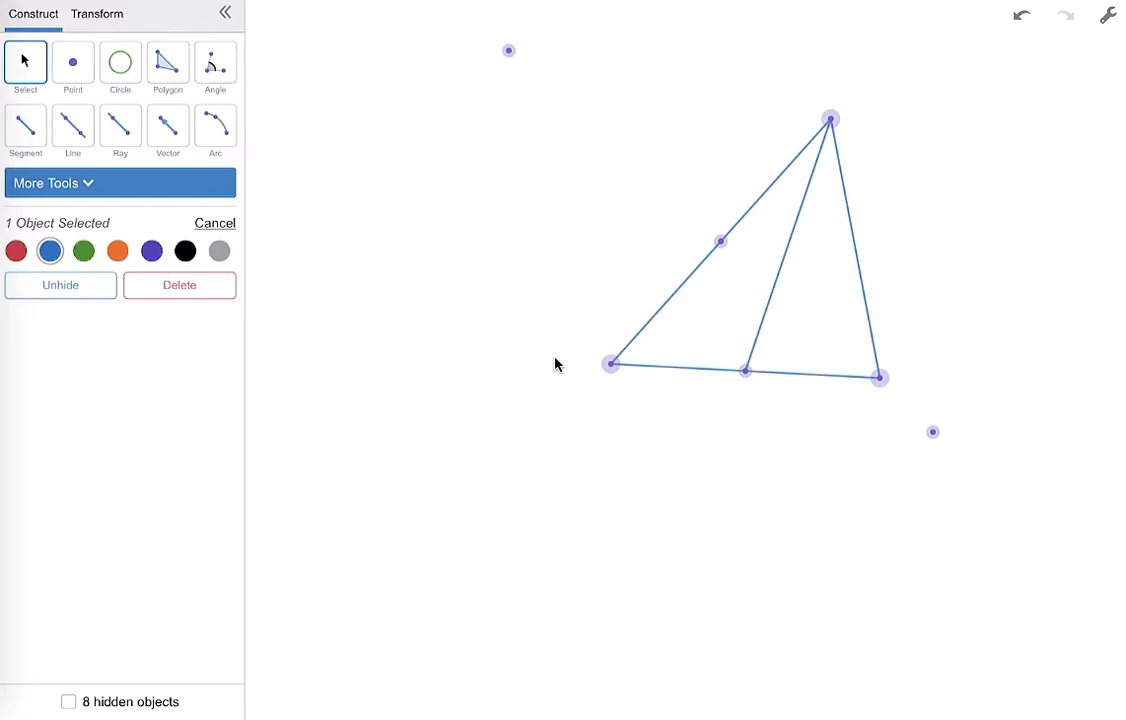 Construct Transform
Select Point Circle Polygon Angle
Segment Line Ray Vector Arc
More Tools
1 Object Selected Cancel
Unhide Delete
8 hidden objects